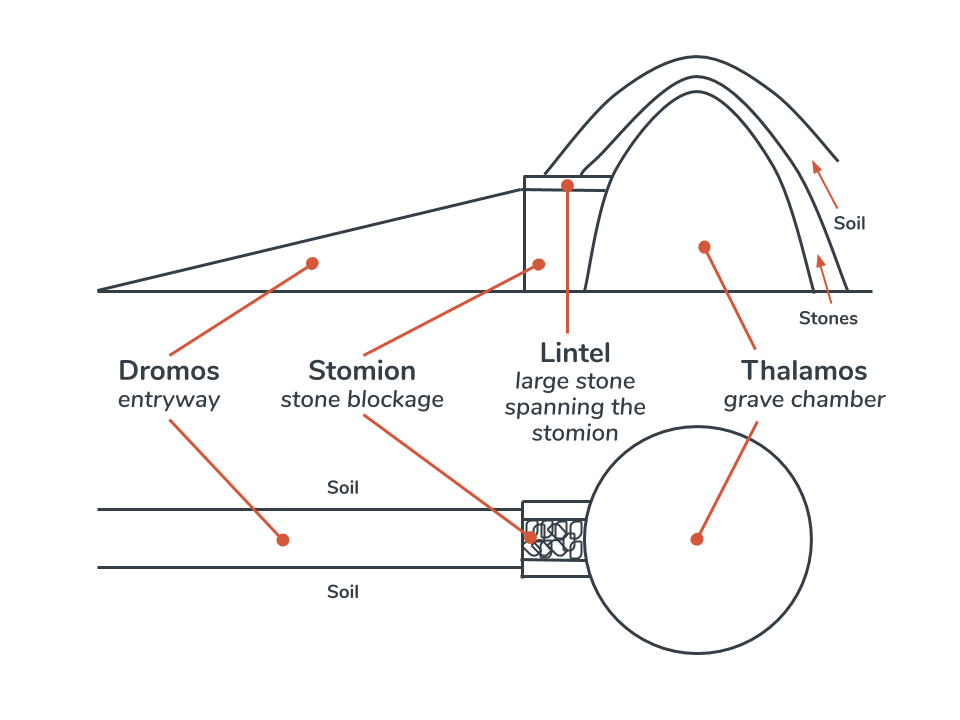 Soil
Stones
Dromos
entryway
Stomion
stone blockage
Lintel
large stone
spanning the
stomion
Thalamos
grave chamber
Soil
Soil